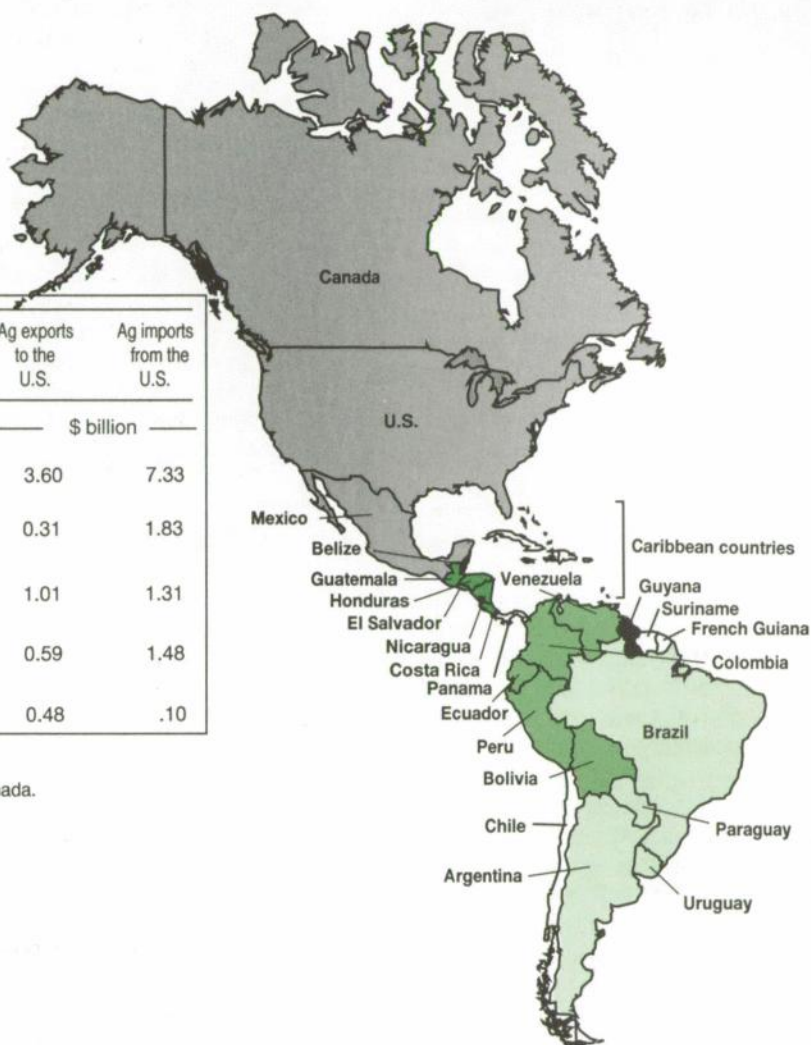 Ag exports Ag imports
to the from the
U.S. U.S.
$ billion
3.60 7.33
0.31 1.83
1.01 1.31
0.59 1.48
0.48 .10
Canada
U.S.
Mexico
Belize
Guatemala
Honduras
El Salvador
Nicaragua
Costa Rica
Panama
Ecuador
Peru
Bolivia
Chile
Argentina
Caribbean countries
Venezuela
Guyana
Suriname
French Guiana
Colombia
Brazil
Paraguay
Uruguay